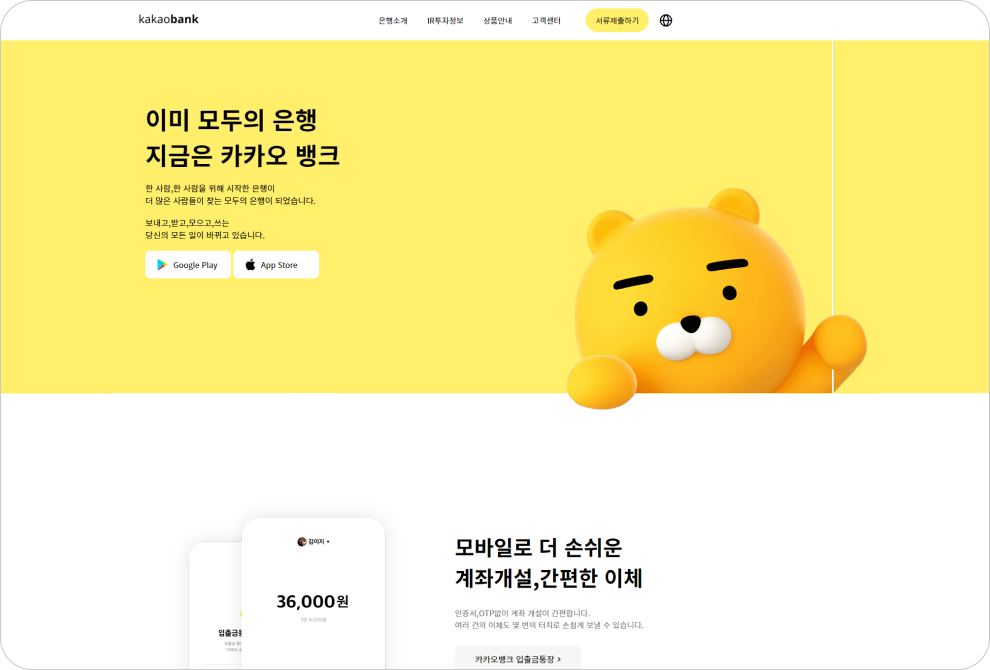 kakaobank
은행소개 IR투자정보 상품안내 고객센터 서류제출하기
이미 모두의 은행
지금은 카카오 뱅크
한 사람,한 사람을 위해 시작한 은행이
더 많은 사람들이 찾는 모두의 은행이 되었습니다.
보내고,받고,모으고,쓰는
당신의 모든 일이 바뀌고 있습니다.
Google Play App Store
김이지
36,000원
3만 6,000원
입출금
모바일로 더 손쉬운
계좌개설,간편한 이체
인증서,OTP없이 계좌 개설이 간편합니다.
여러 건의 이체도 몇 번의 터치로 손쉽게 보낼 수 있습니다.
카카오뱅크 입출금통장 >